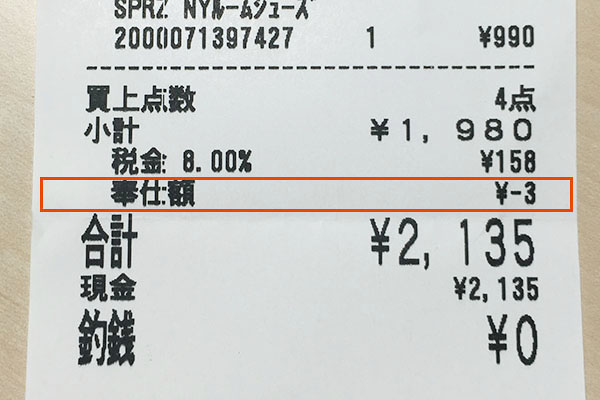 SPRZ NYﾙｰﾑｼｭｰｽﾞ
2000071397427 1 ¥990
買上点数 4点
小計 ¥1,980
税金 8.00% ¥158
奉仕額 ¥-3
合計 ¥2,135
現金 ¥2,135
釣銭 ¥0